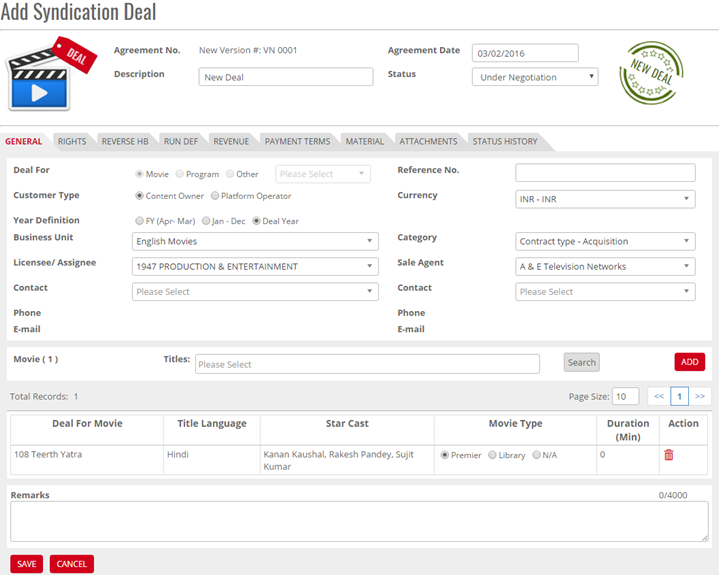 Add Syndication Deal
DEAL
Agreement No. New Version #: VN 0001 Agreement Date 03/02/2016
Description New Deal Status Under Negotiation
NEW DEAL
GENERAL RIGHTS REVERSE HB RUN DEF REVENUE PAYMENT TERMS MATERIAL ATTACHMENTS STATUS HISTORY
Deal For Movie Program Other Please Select Reference No.
Customer Type Content Owner Platform Operator Currency INR - INR
Year Definition FY (Apr- Mar) Jan - Dec Deal Year
Business Unit English Movies Category Contract type - Acquisition
Licensee/ Assignee 1947 PRODUCTION & ENTERTAINMENT Sale Agent A & E Television Networks
Contact Please Select Contact Please Select
Phone Phone
E-mail E-mail
Movie ( 1 ) Titles: Please Select Search ADD
Total Records: 1 Page Size: 10 << 1 >>
Deal For Movie Title Language Star Cast Movie Type Duration (Min) Action
108 Teerth Yatra Hindi Kanan Kaushal, Rakesh Pandey, Sujit Kumar Premier Library N/A 0
Remarks 0/4000
SAVE CANCEL